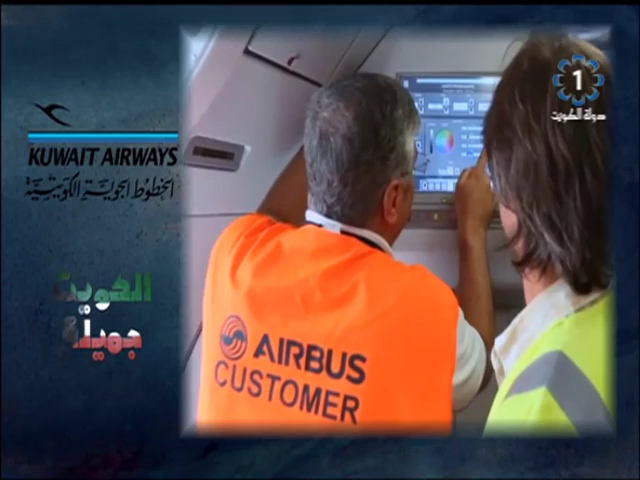 1
دولة الكويت
KUWAIT AIRWAYS
الخطوط الجوية الكويتية
الكويت
جميلة
AIRBUS
CUSTOMER